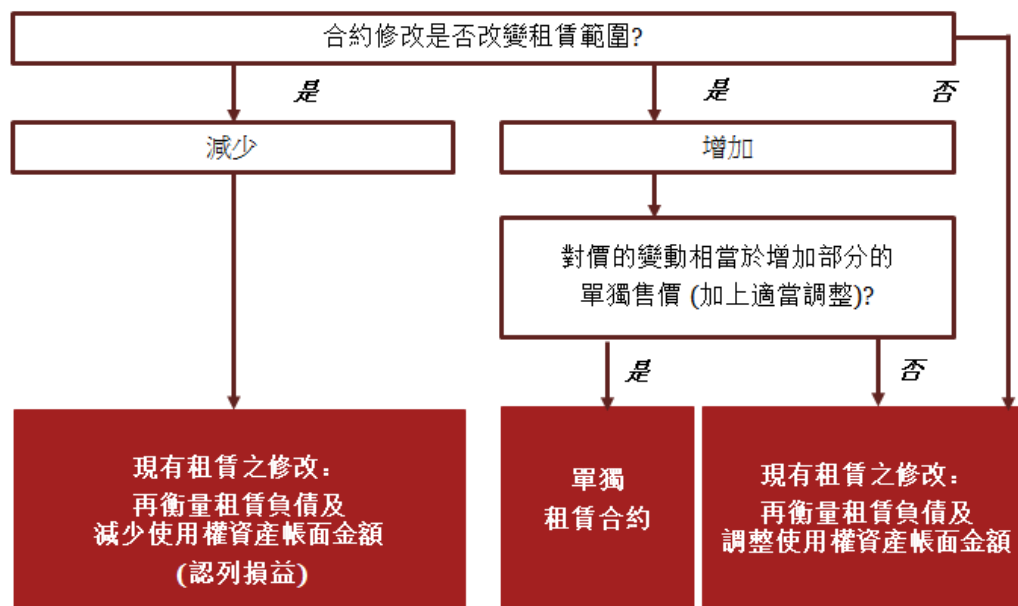 合約修改是否改變租賃範圍?
是
是
否
減少
增加
對價的變動相當於增加部分的
單獨售價 (加上適當調整)?
是
否
現有租賃之修改：
再衡量租賃負債及
減少使用權資產帳面金額
(認列損益)
單獨
租賃合約
現有租賃之修改：
再衡量租賃負債及
調整使用權資產帳面金額